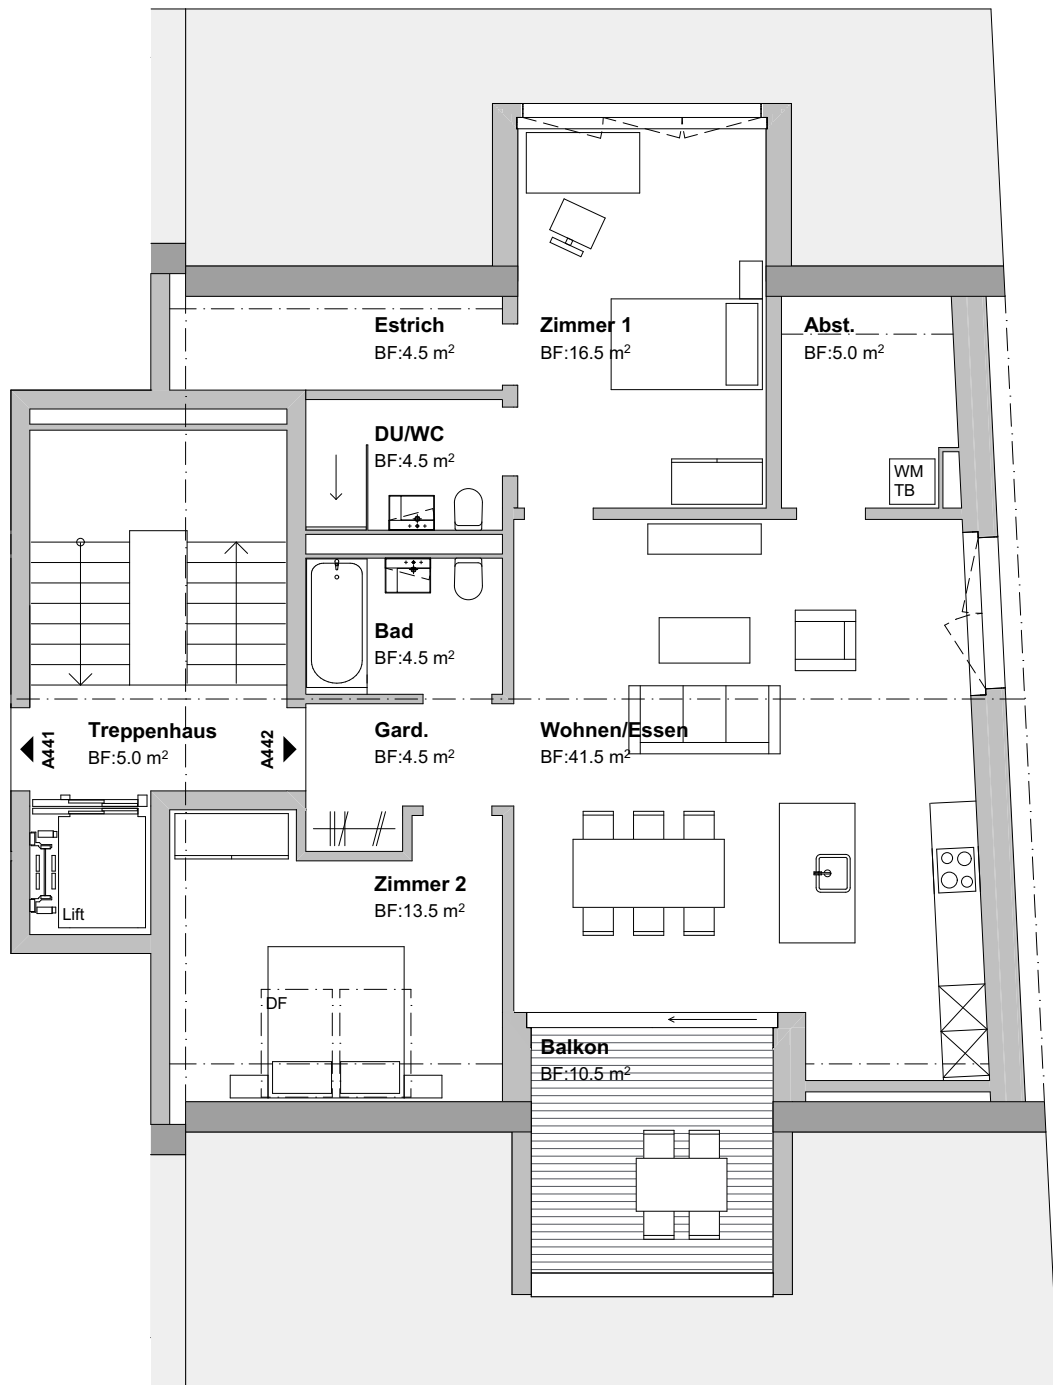 Estrich
BF:4.5 m²
Zimmer 1
BF:16.5 m²
Abst.
BF:5.0 m²
DU/WC
BF:4.5 m²
WM
TB
Bad
BF:4.5 m²
A441
Treppenhaus
BF:5.0 m²
A442
Gard.
BF:4.5 m²
Wohnen/Essen
BF:41.5 m²
Zimmer 2
BF:13.5 m²
Lift
DF
Balkon
BF:10.5 m²